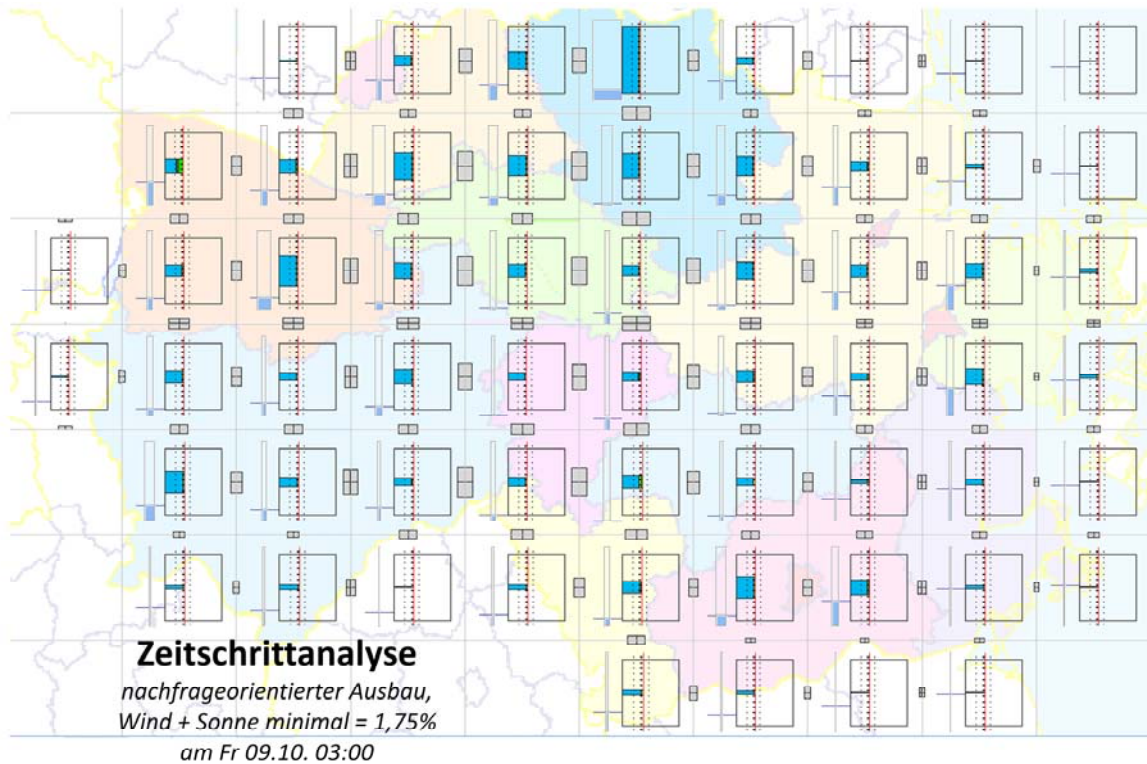 Zeitschrittanalyse
nachfrageorientierter Ausbau,
Wind + Sonne minimal = 1,75%
am Fr 09.10. 03:00